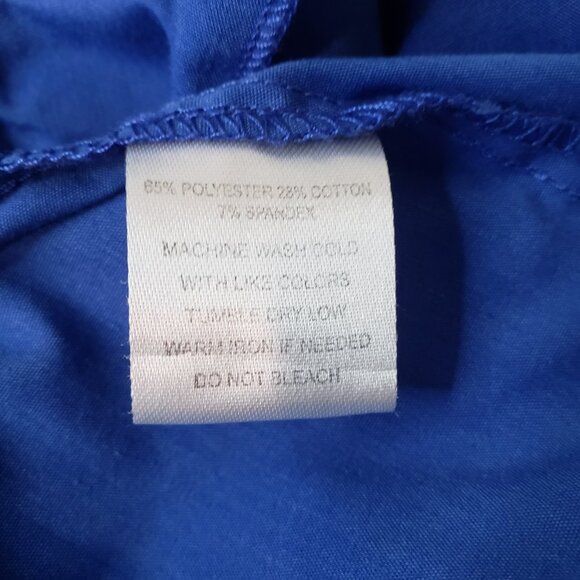 65% POLYESTER 28% COTTON
7% SPANDEX
MACHINE WASH COLD
WITH LIKE COLORS
TUMBLE DRY LOW
WARM IRON IF NEEDED
DO NOT BLEACH